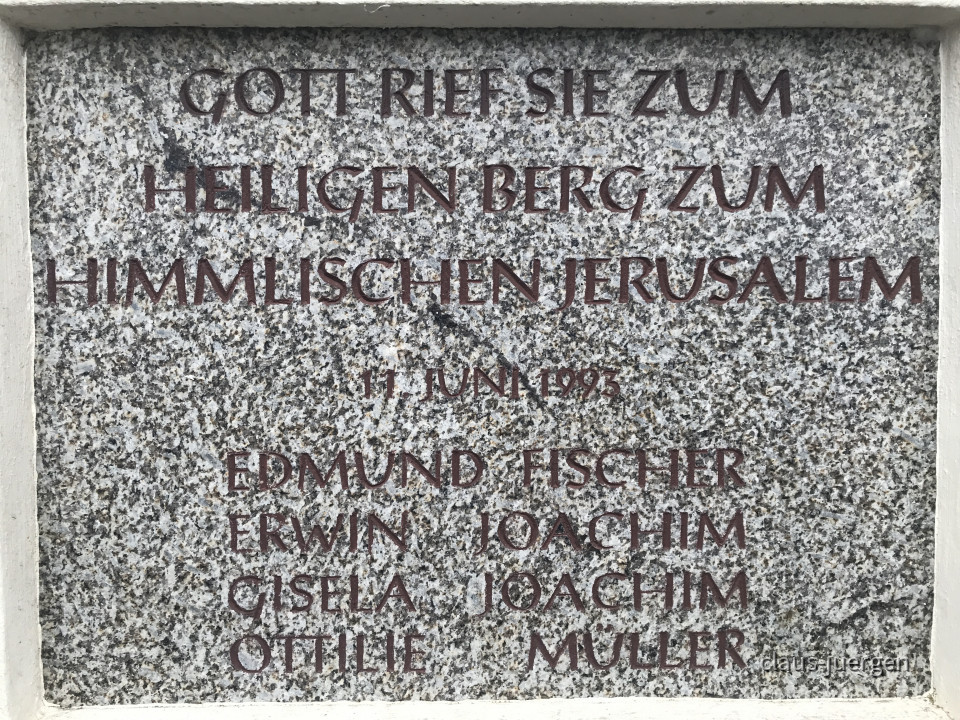 GOTT RIEF SIE ZUM
HEILIGEN BERG ZUM
HIMMLISCHEN JERUSALEM
11 JUNI 1993
EDMUND FISCHER
ERWIN JOACHIM
GISELA JOACHIM
OTTILIE MÜLLER
claus-juergen